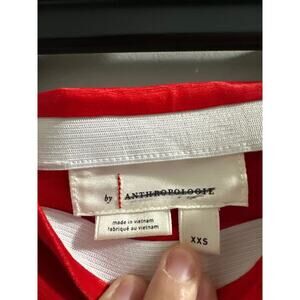 by ANTHROPOLOGIE
made in vietnam
fabriqué au vietnam
XXS